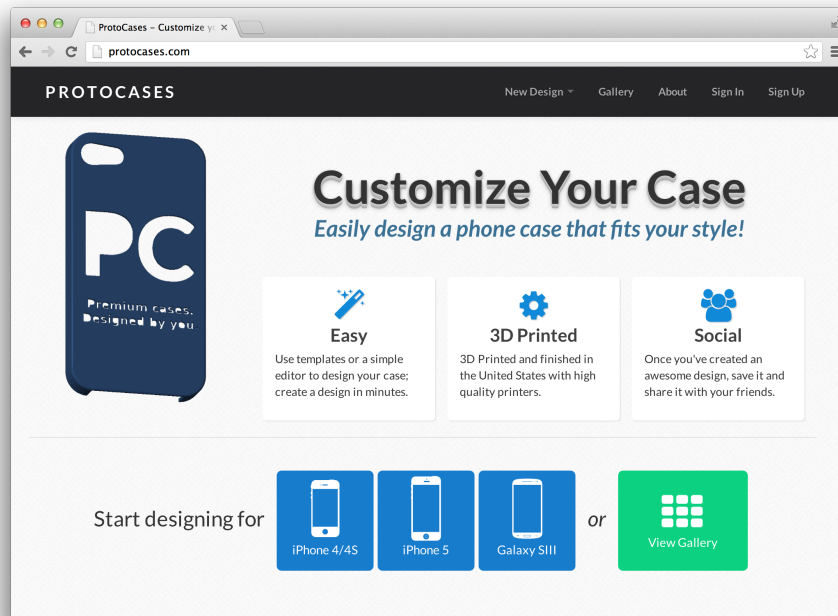 ProtoCases – Customize y
protocases.com
PROTOCASES
New Design
Gallery
About
Sign In
Sign Up
PC
Premium cases.
Designed by you.
Customize Your Case
Easily design a phone case that fits your style!
Easy
Use templates or a simple
editor to design your case;
create a design in minutes.
3D Printed
3D Printed and finished in
the United States with high
quality printers.
Social
Once you've created an
awesome design, save it and
share it with your friends.
Start designing for
iPhone 4/4S
iPhone 5
Galaxy SIII
or
View Gallery